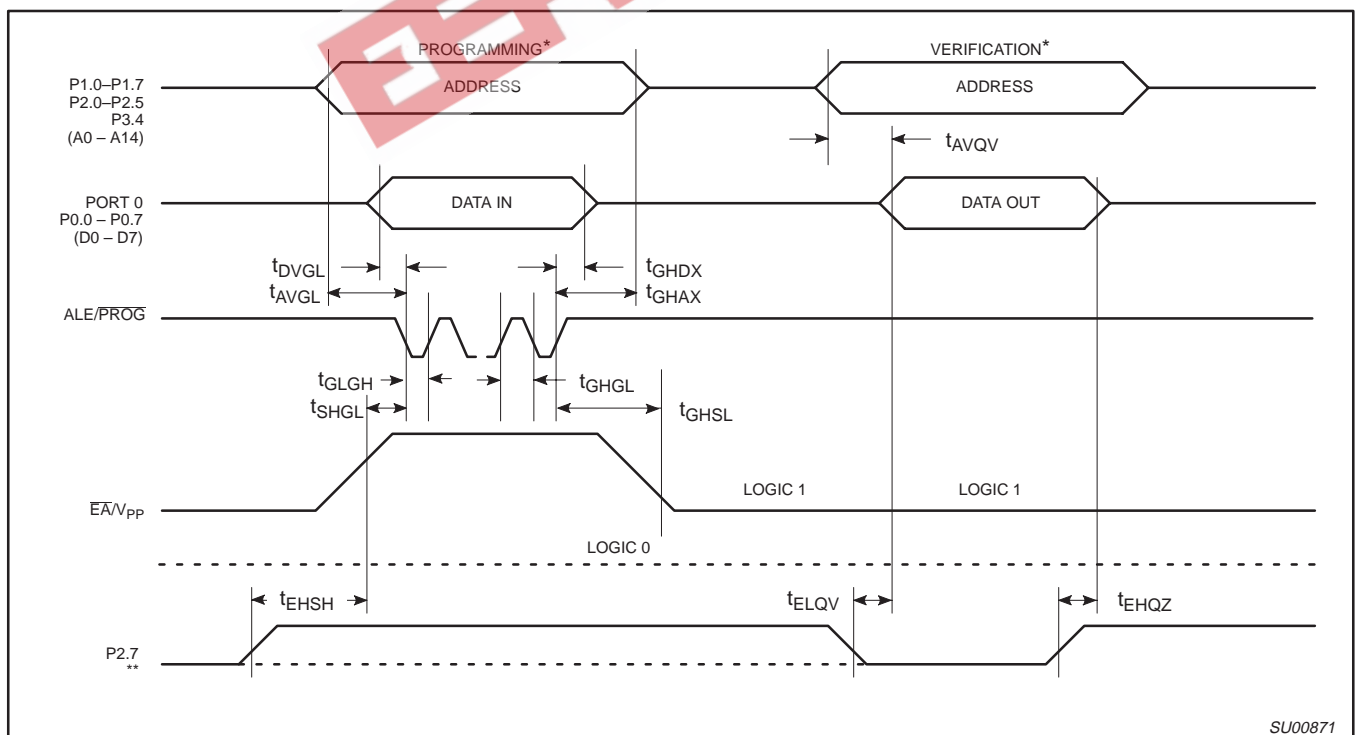 PROGRAMMING*
VERIFICATION*
P1.0–P1.7
P2.0–P2.5
P3.4
(A0 – A14)
ADDRESS
ADDRESS
tAVQV
PORT 0
P0.0 – P0.7
(D0 – D7)
DATA IN
DATA OUT
tDVGL
tGHDX
tAVGL
tGHAX
ALE/PROG
tGLGH
tGHGL
tSHGL
tGHSL
LOGIC 1
LOGIC 1
EA/VPP
LOGIC 0
tEHSH
tELQV
tEHQZ
P2.7
**
SU00871